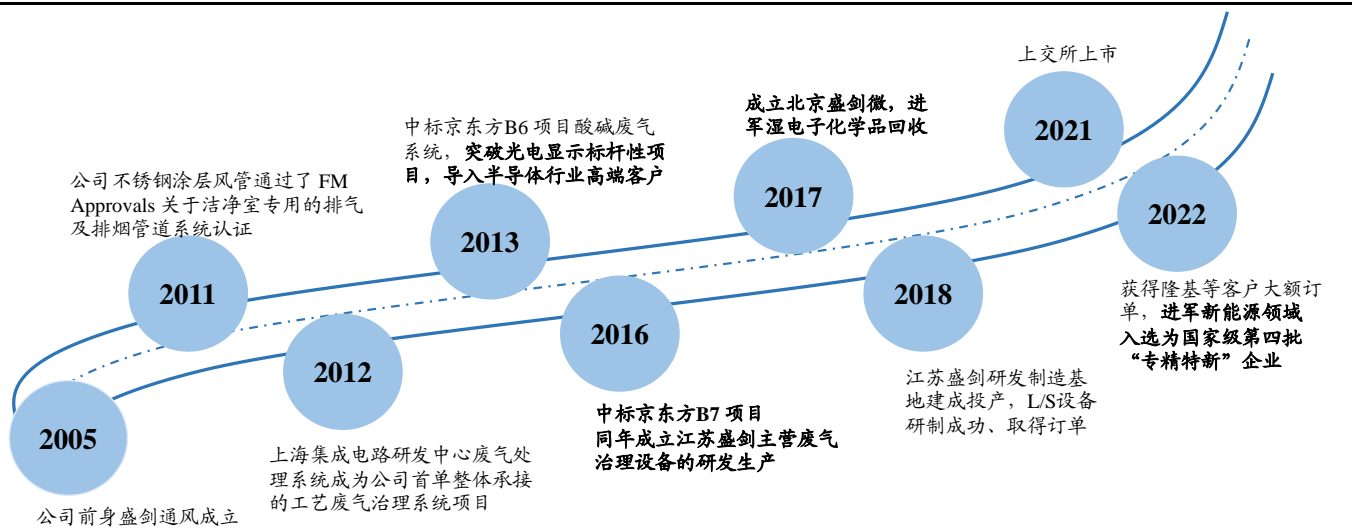 2005
公司前身盛剑通风成立
公司不锈钢涂层风管通过了 FM
Approvals 关于洁净室专用的排气
及排烟管道系统认证
2011
2012
上海集成电路研发中心废气处
理系统成为公司首单整体承接
的工艺废气治理系统项目
中标京东方B6 项目酸碱废气
系统，突破光电显示标杆性项
目，导入半导体行业高端客户
2013
2016
中标京东方B7 项目
同年成立江苏盛剑主营废气
治理设备的研发生产
成立北京盛剑微，进
军湿电子化学品回收
2017
2018
江苏盛剑研发制造基
地建成投产，L/S设备
研制成功、取得订单
上交所上市
2021
2022
获得隆基等客户大额订
单，进军新能源领域
入选为国家级第四批
“专精特新”企业